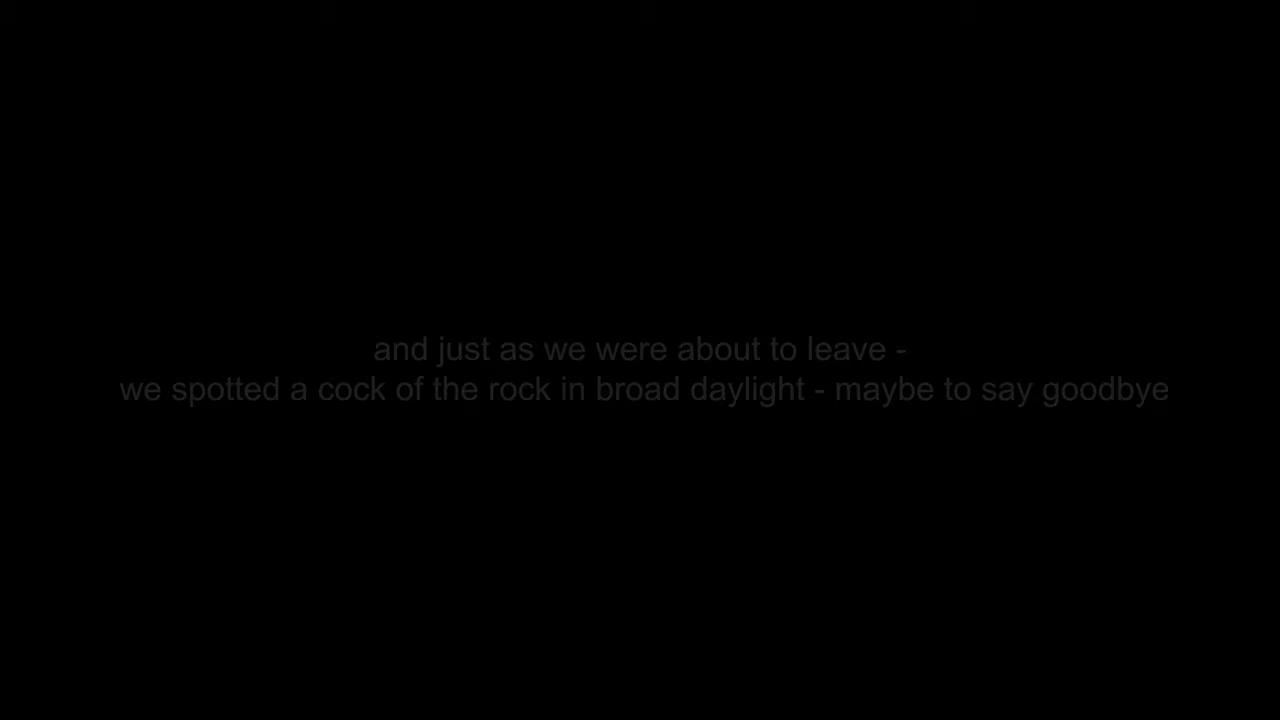 and just as we were about to leave -
we spotted a cock of the rock in broad daylight - maybe to say goodbye